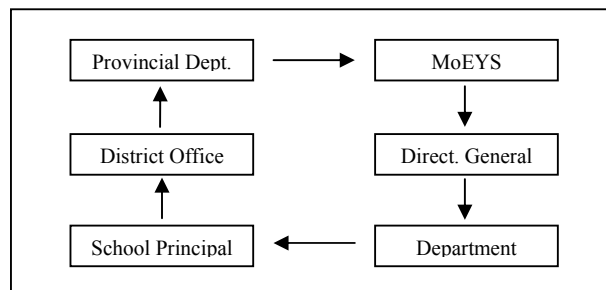 Provincial Dept.
MoEYS
District Office
Direct. General
School Principal
Department